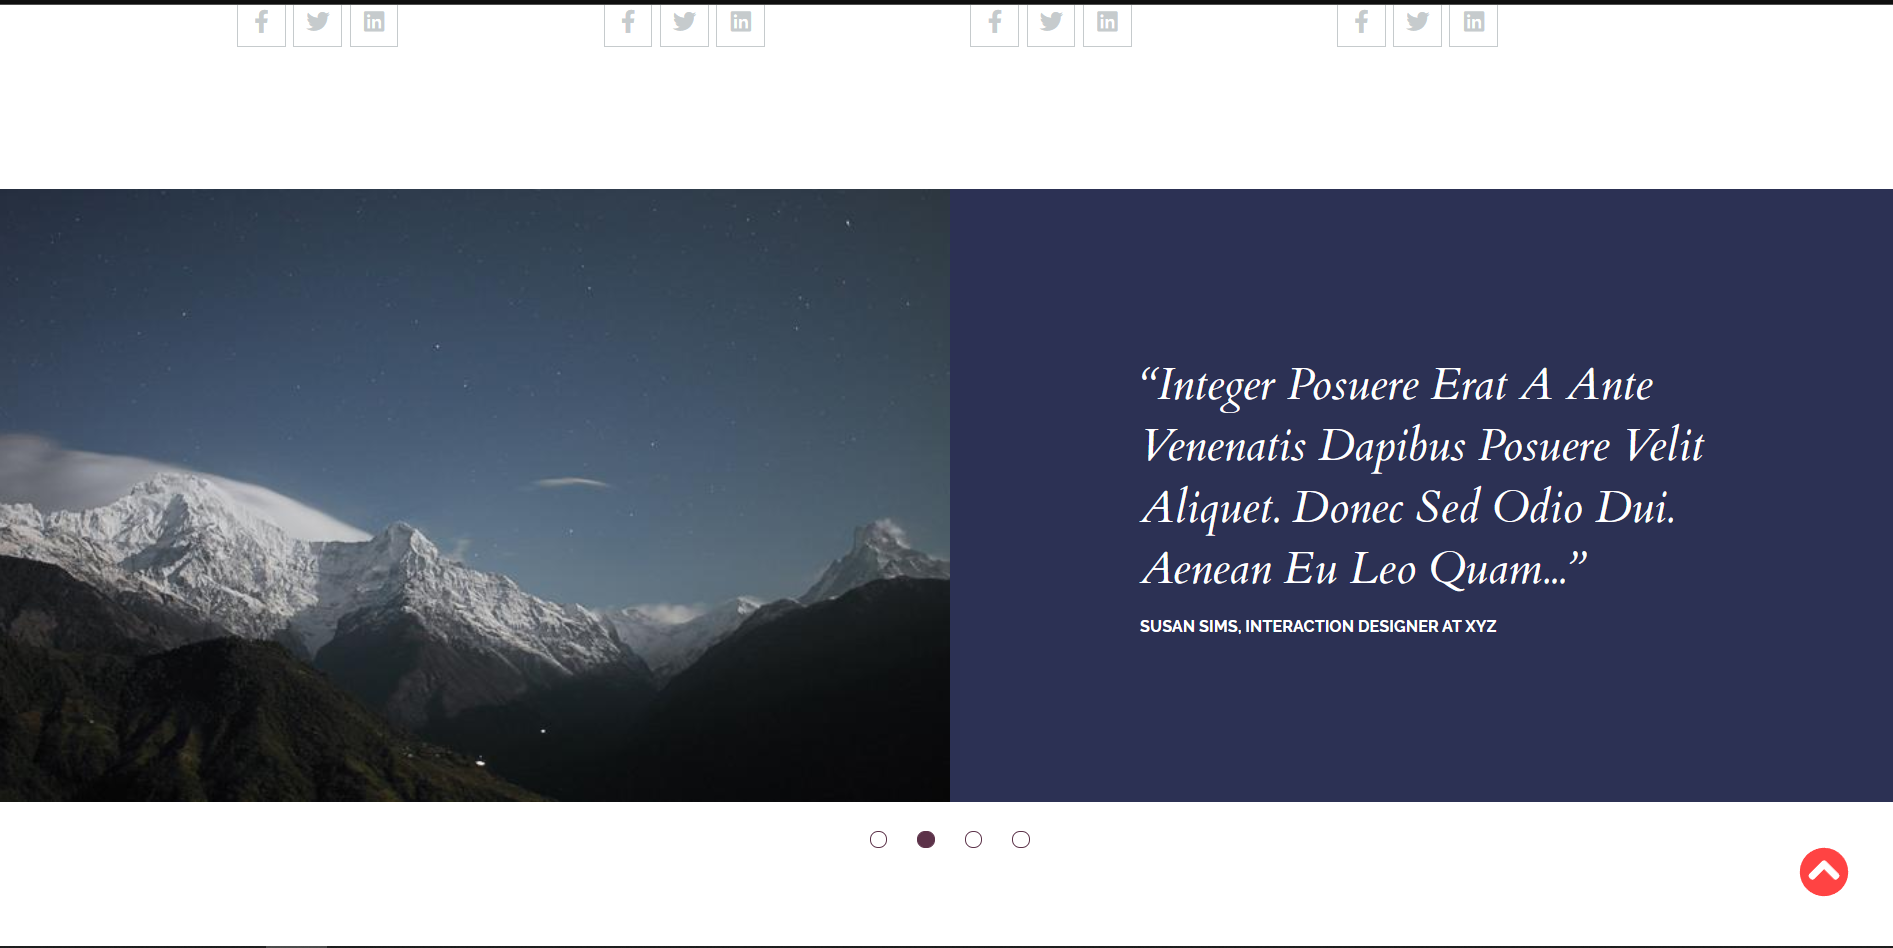 “Integer Posuere Erat A Ante
Venenatis Dapibus Posuere Velit
Aliquet. Donec Sed Odio Dui.
Aenean Eu Leo Quam...”
SUSAN SIMS, INTERACTION DESIGNER AT XYZ